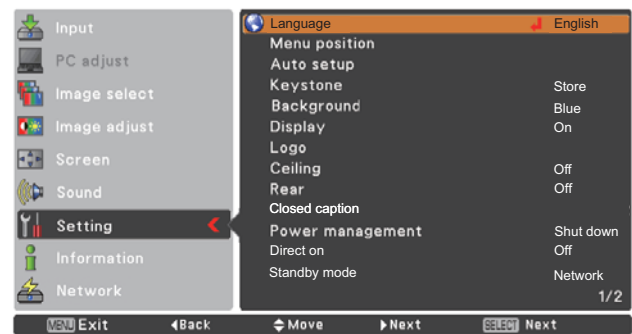 Input
PC adjust
Image select
Image adjust
Screen
Sound
Setting
Information
Network
Language English
Menu position
Auto setup
Keystone Store
Background Blue
Display On
Logo
Ceiling Off
Rear Off
Closed caption
Power management Shut down
Direct on Off
Standby mode Network
1/2
MENU Exit Back Move Next SELECT Next